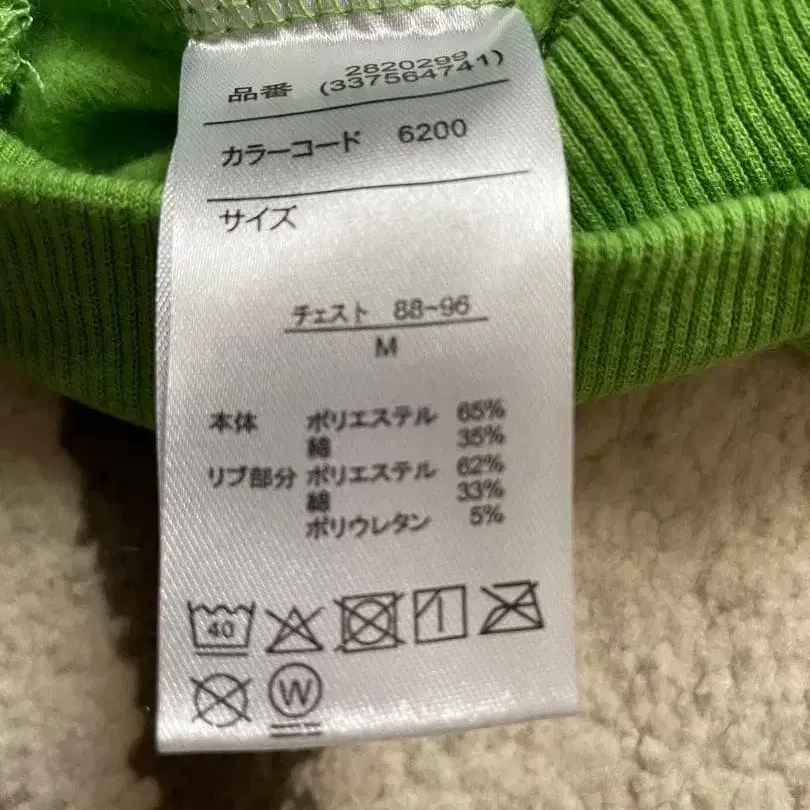 品番 2820299
(337564741)
カラーコード 6200
サイズ
チェスト 88-96
M
本体 ポリエステル 65%
綿 35%
リブ部分 ポリエステル 62%
綿 33%
ポリウレタン 5%
40
W